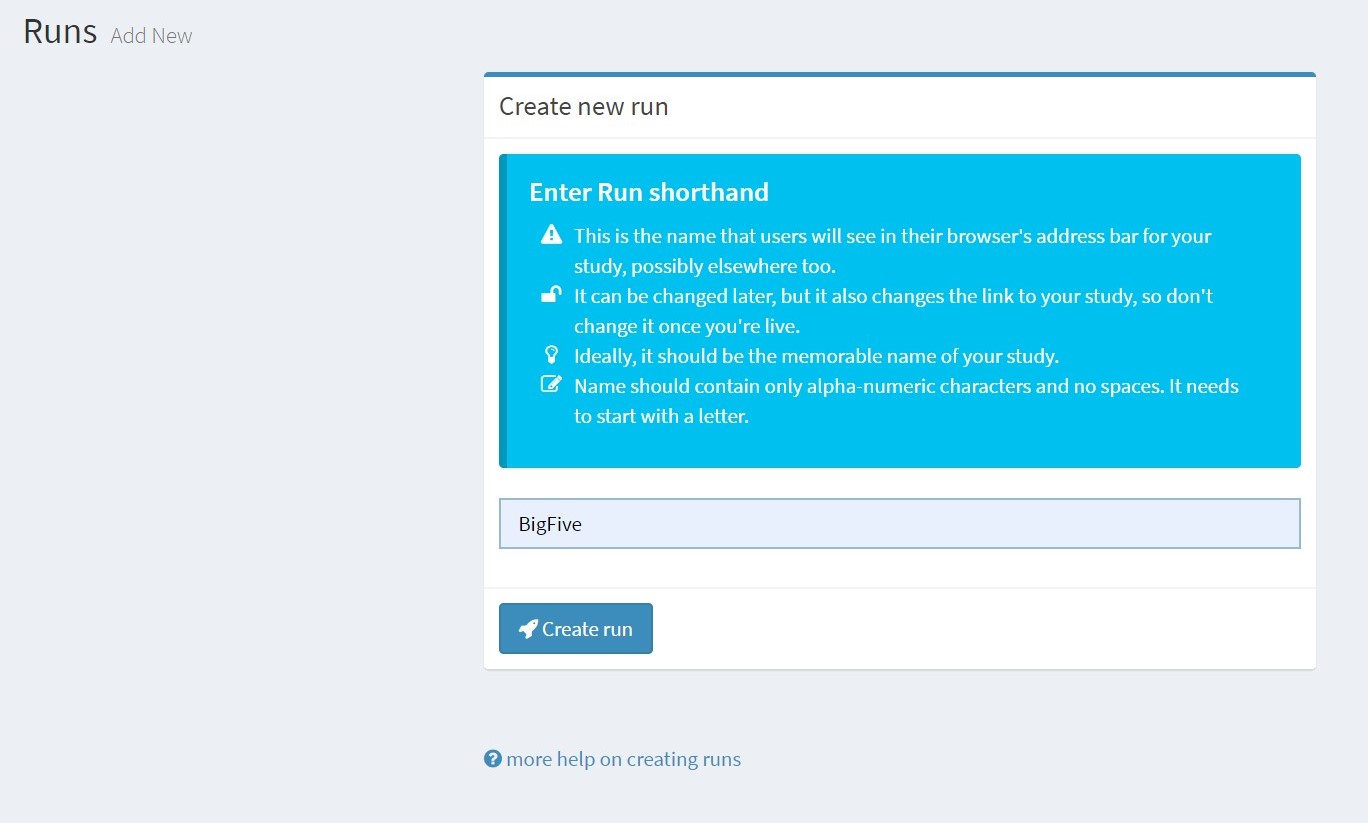 Runs Add New
Create new run
Enter Run shorthand
This is the name that users will see in their browser's address bar for your
study, possibly elsewhere too.
It can be changed later, but it also changes the link to your study, so don't
change it once you're live.
Ideally, it should be the memorable name of your study.
Name should contain only alpha-numeric characters and no spaces. It needs
to start with a letter.
BigFive
Create run
more help on creating runs